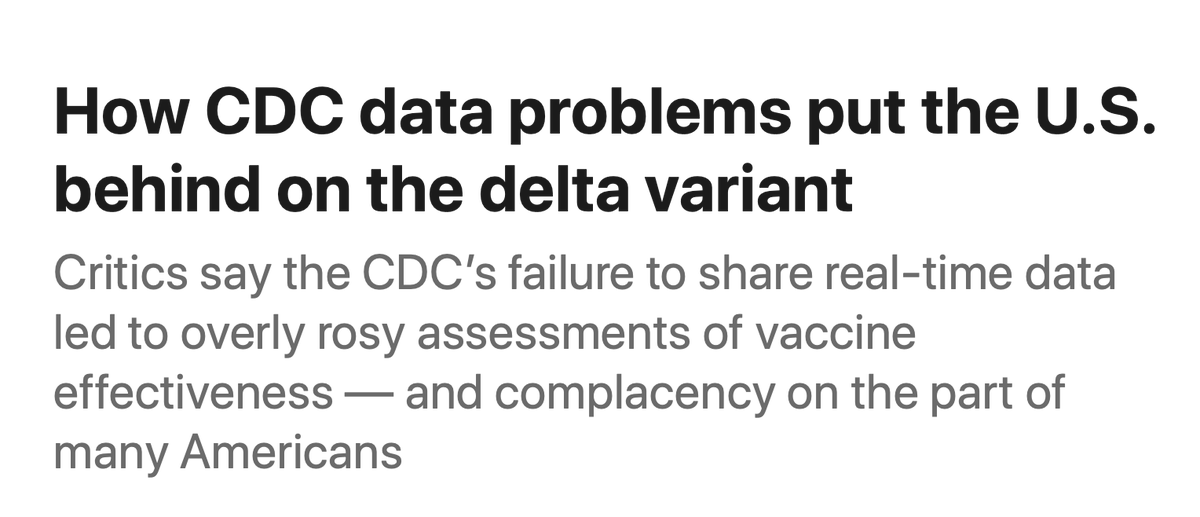 How CDC data problems put the U.S.
behind on the delta variant
Critics say the CDC’s failure to share real-time data
led to overly rosy assessments of vaccine
effectiveness — and complacency on the part of
many Americans